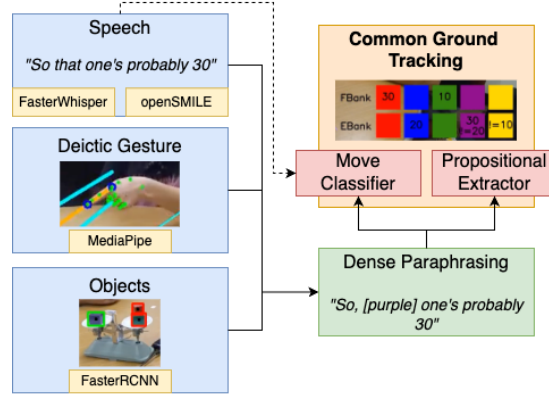 Speech
"So that one's probably 30"
FasterWhisper
openSMILE
Deictic Gesture
MediaPipe
Objects
FasterRCNN
Common Ground
Tracking
FBank 30 10
EBank 20 30 !=20 !=10
Move
Classifier
Propositional
Extractor
Dense Paraphrasing
"So, [purple] one's probably
30"